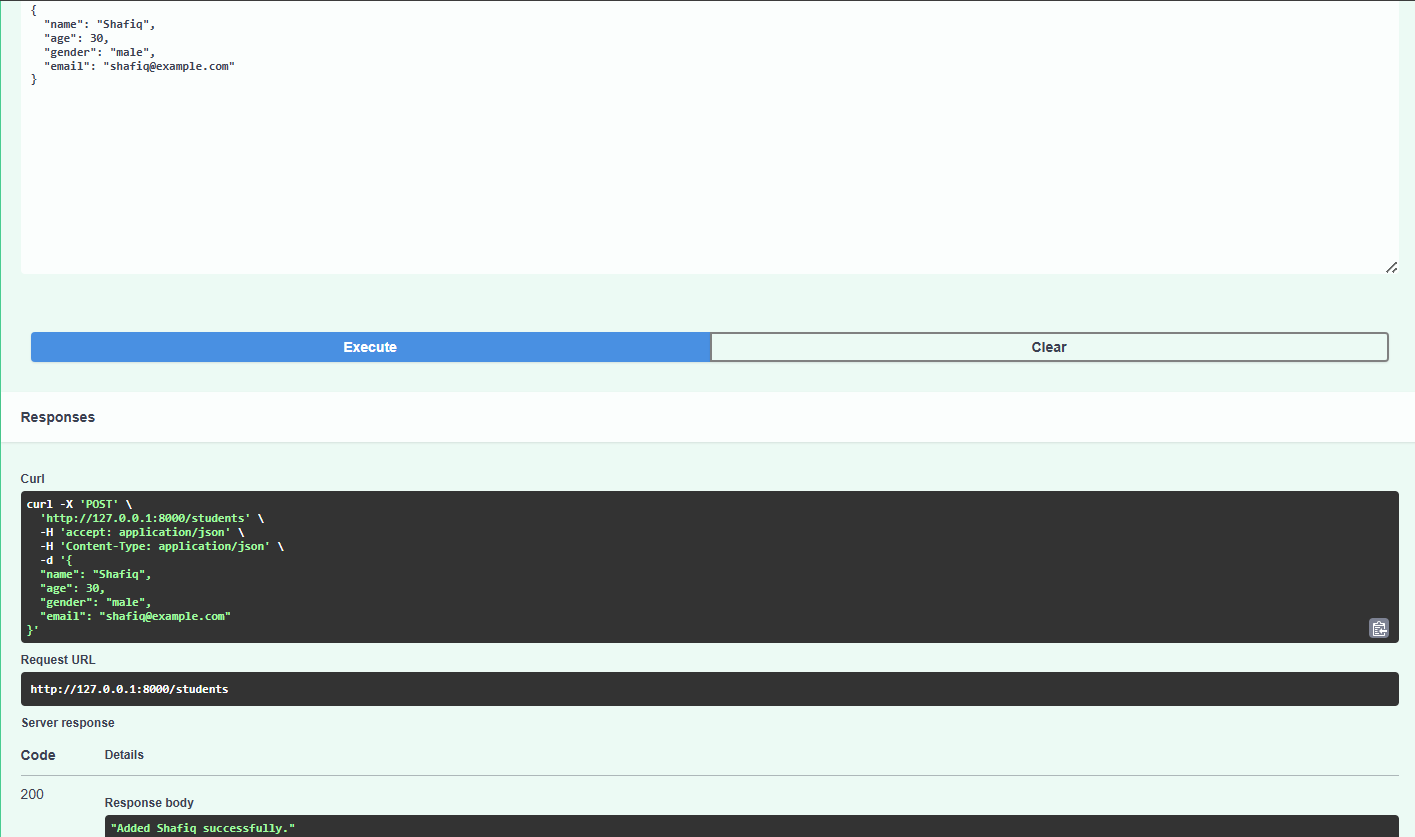 {
  "name": "Shafiq",
  "age": 30,
  "gender": "male",
  "email": "shafiq@example.com"
}
Execute
Clear
Responses
Curl
curl -X 'POST' \
  'http://127.0.0.1:8000/students' \
  -H 'accept: application/json' \
  -H 'Content-Type: application/json' \
  -d '{
  "name": "Shafiq",
  "age": 30,
  "gender": "male",
  "email": "shafiq@example.com"
}'
Request URL
http://127.0.0.1:8000/students
Server response
Code Details
200
Response body
"Added Shafiq successfully."